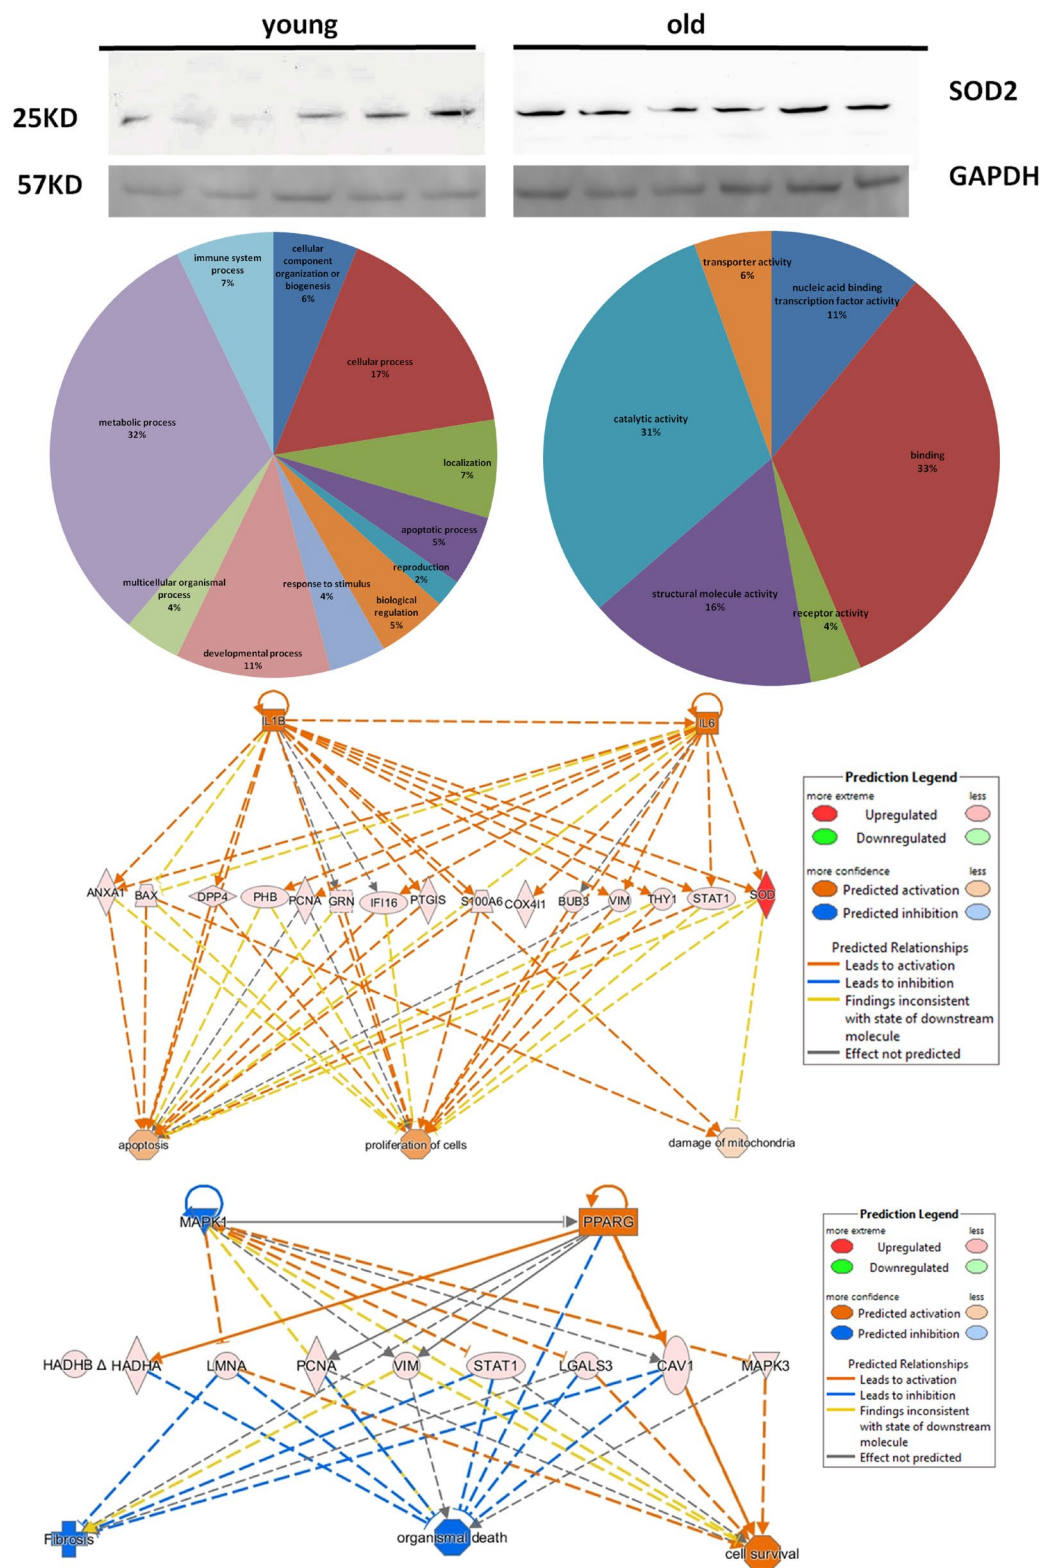 young
old
25KD
SOD2
57KD
GAPDH
immune system
process
7%
cellular
component
organization or
biogenesis
6%
cellular process
17%
metabolic process
32%
localization
7%
apoptotic process
5%
reproduction
2%
biological
regulation
5%
response to stimulus
4%
multicellular organismal
process
4%
developmental process
11%
transporter activity
6%
nucleic acid binding
transcription factor activity
11%
catalytic activity
31%
binding
33%
structural molecule activity
16%
receptor activity
4%
IL1B
IL6
ANXA1
BAX
DPP4
PHB
PCNA
GRN
IFI16
PTGIS
S100A6
COX4I1
BUB3
VIM
THY1
STAT1
SOD
apoptosis
proliferation of cells
damage of mitochondria
Prediction Legend
more extreme less
Upregulated
Downregulated
more confidence less
Predicted activation
Predicted inhibition
Predicted Relationships
Leads to activation
Leads to inhibition
Findings inconsistent
with state of downstream
molecule
Effect not predicted
MAPK1
PPARG
HADHB Δ HADHA
LMNA
PCNA
VIM
STAT1
LGALS3
CAV1
MAPK3
Fibrosis
organismal death
cell survival
Prediction Legend
more extreme less
Upregulated
Downregulated
more confidence less
Predicted activation
Predicted inhibition
Predicted Relationships
Leads to activation
Leads to inhibition
Findings inconsistent
with state of downstream
molecule
Effect not predicted